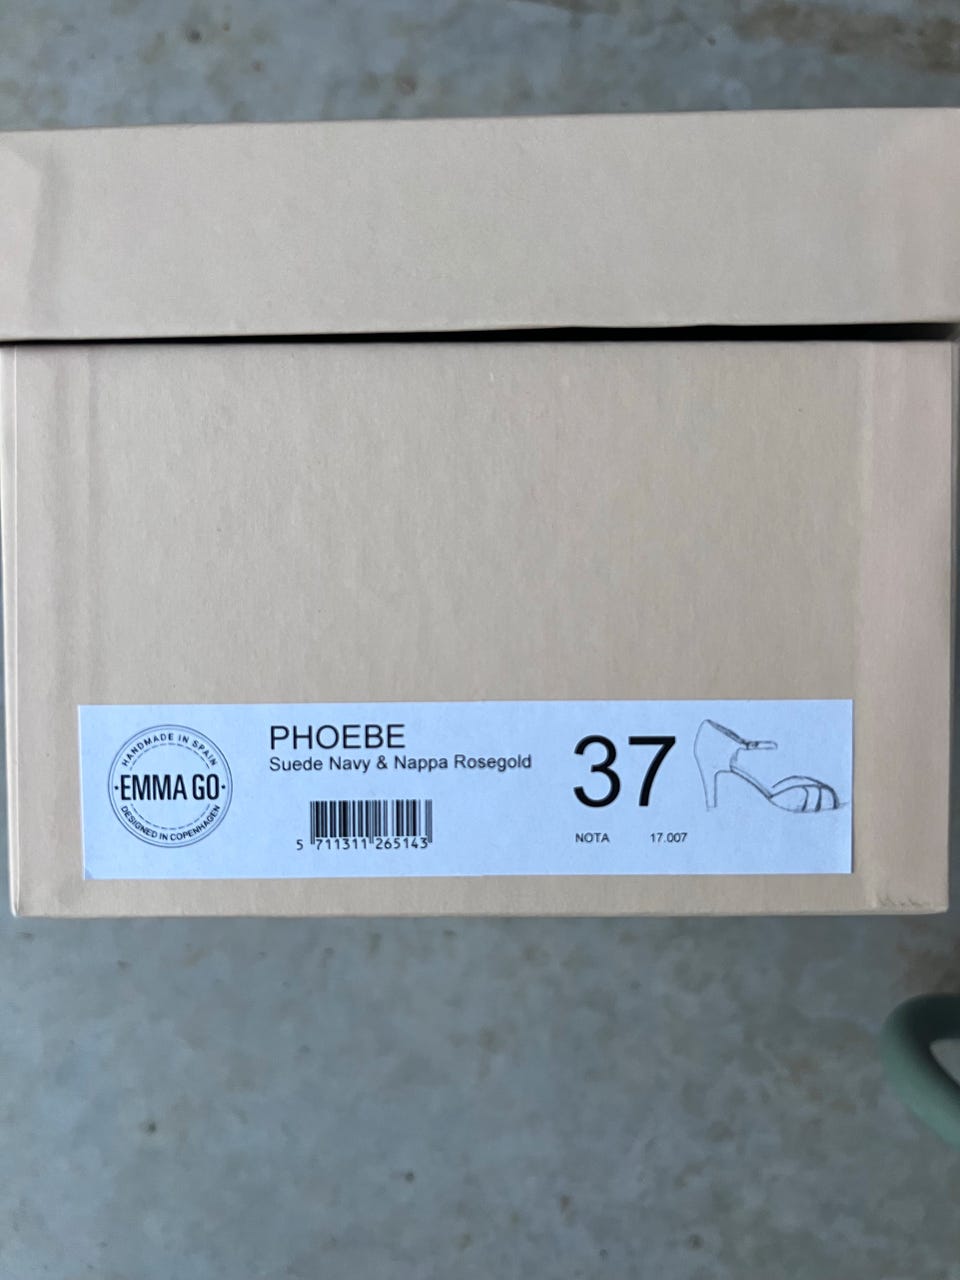 HANDMADE IN SPAIN
·EMMA GO·
DESIGNED IN COPENHAGEN
PHOEBE
Suede Navy & Nappa Rosegold
5 711311 265143
37
NOTA 17.007